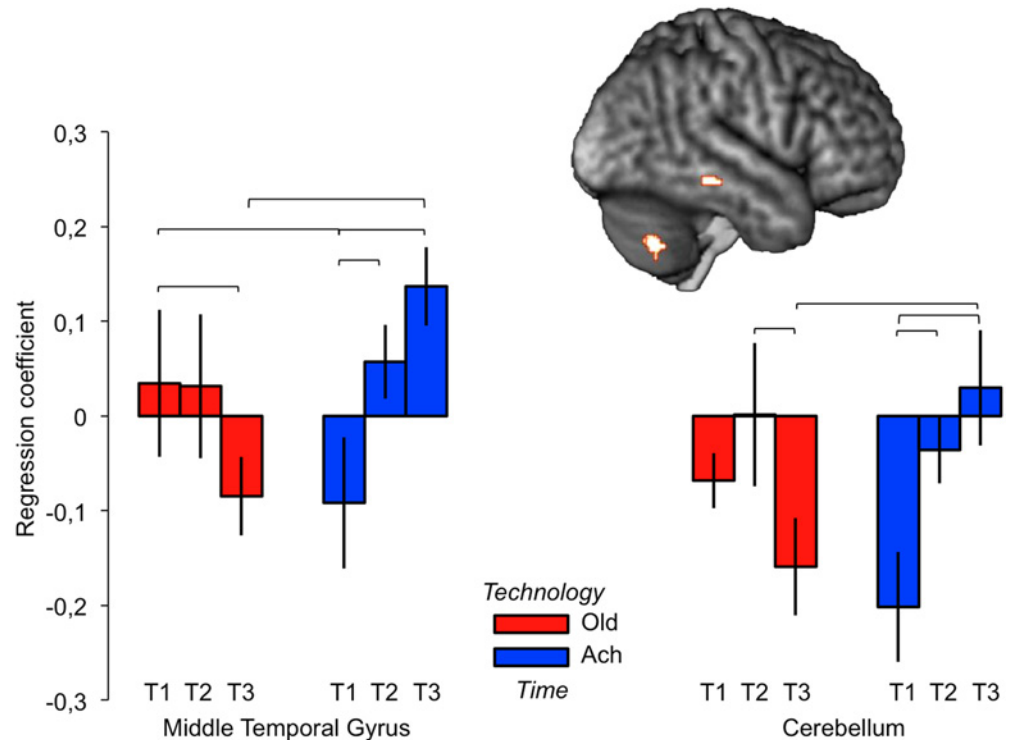 Regression coefficient
0,3
0,2
0,1
0
-0,1
-0,2
-0,3
T1 T2 T3 T1 T2 T3
Middle Temporal Gyrus
Technology
Old
Ach
Time
T1 T2 T3 T1 T2 T3
Cerebellum